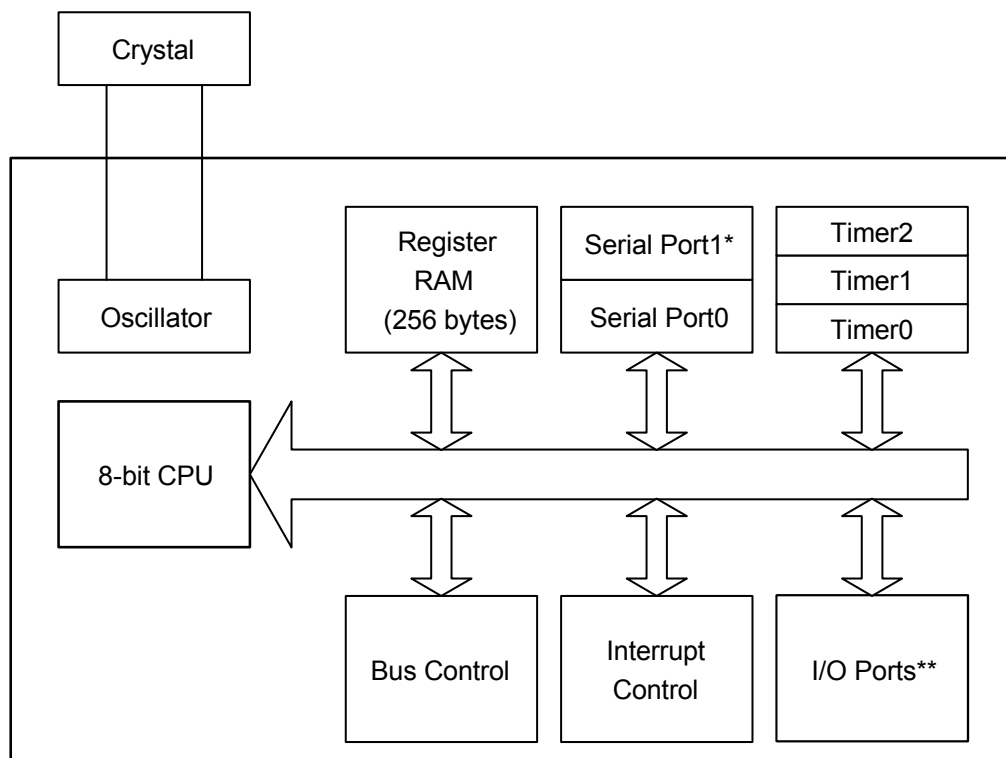 Crystal
Oscillator
Register
RAM
(256 bytes)
Serial Port1*
Serial Port0
Timer2
Timer1
Timer0
8-bit CPU
Bus Control
Interrupt
Control
I/O Ports**